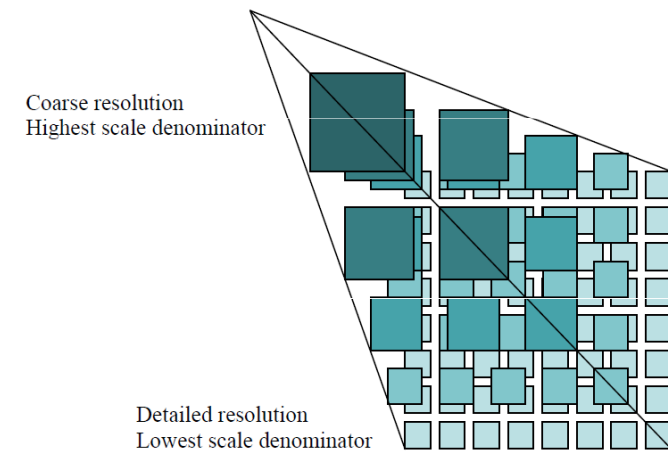 Coarse resolution
Highest scale denominator
Detailed resolution
Lowest scale denominator